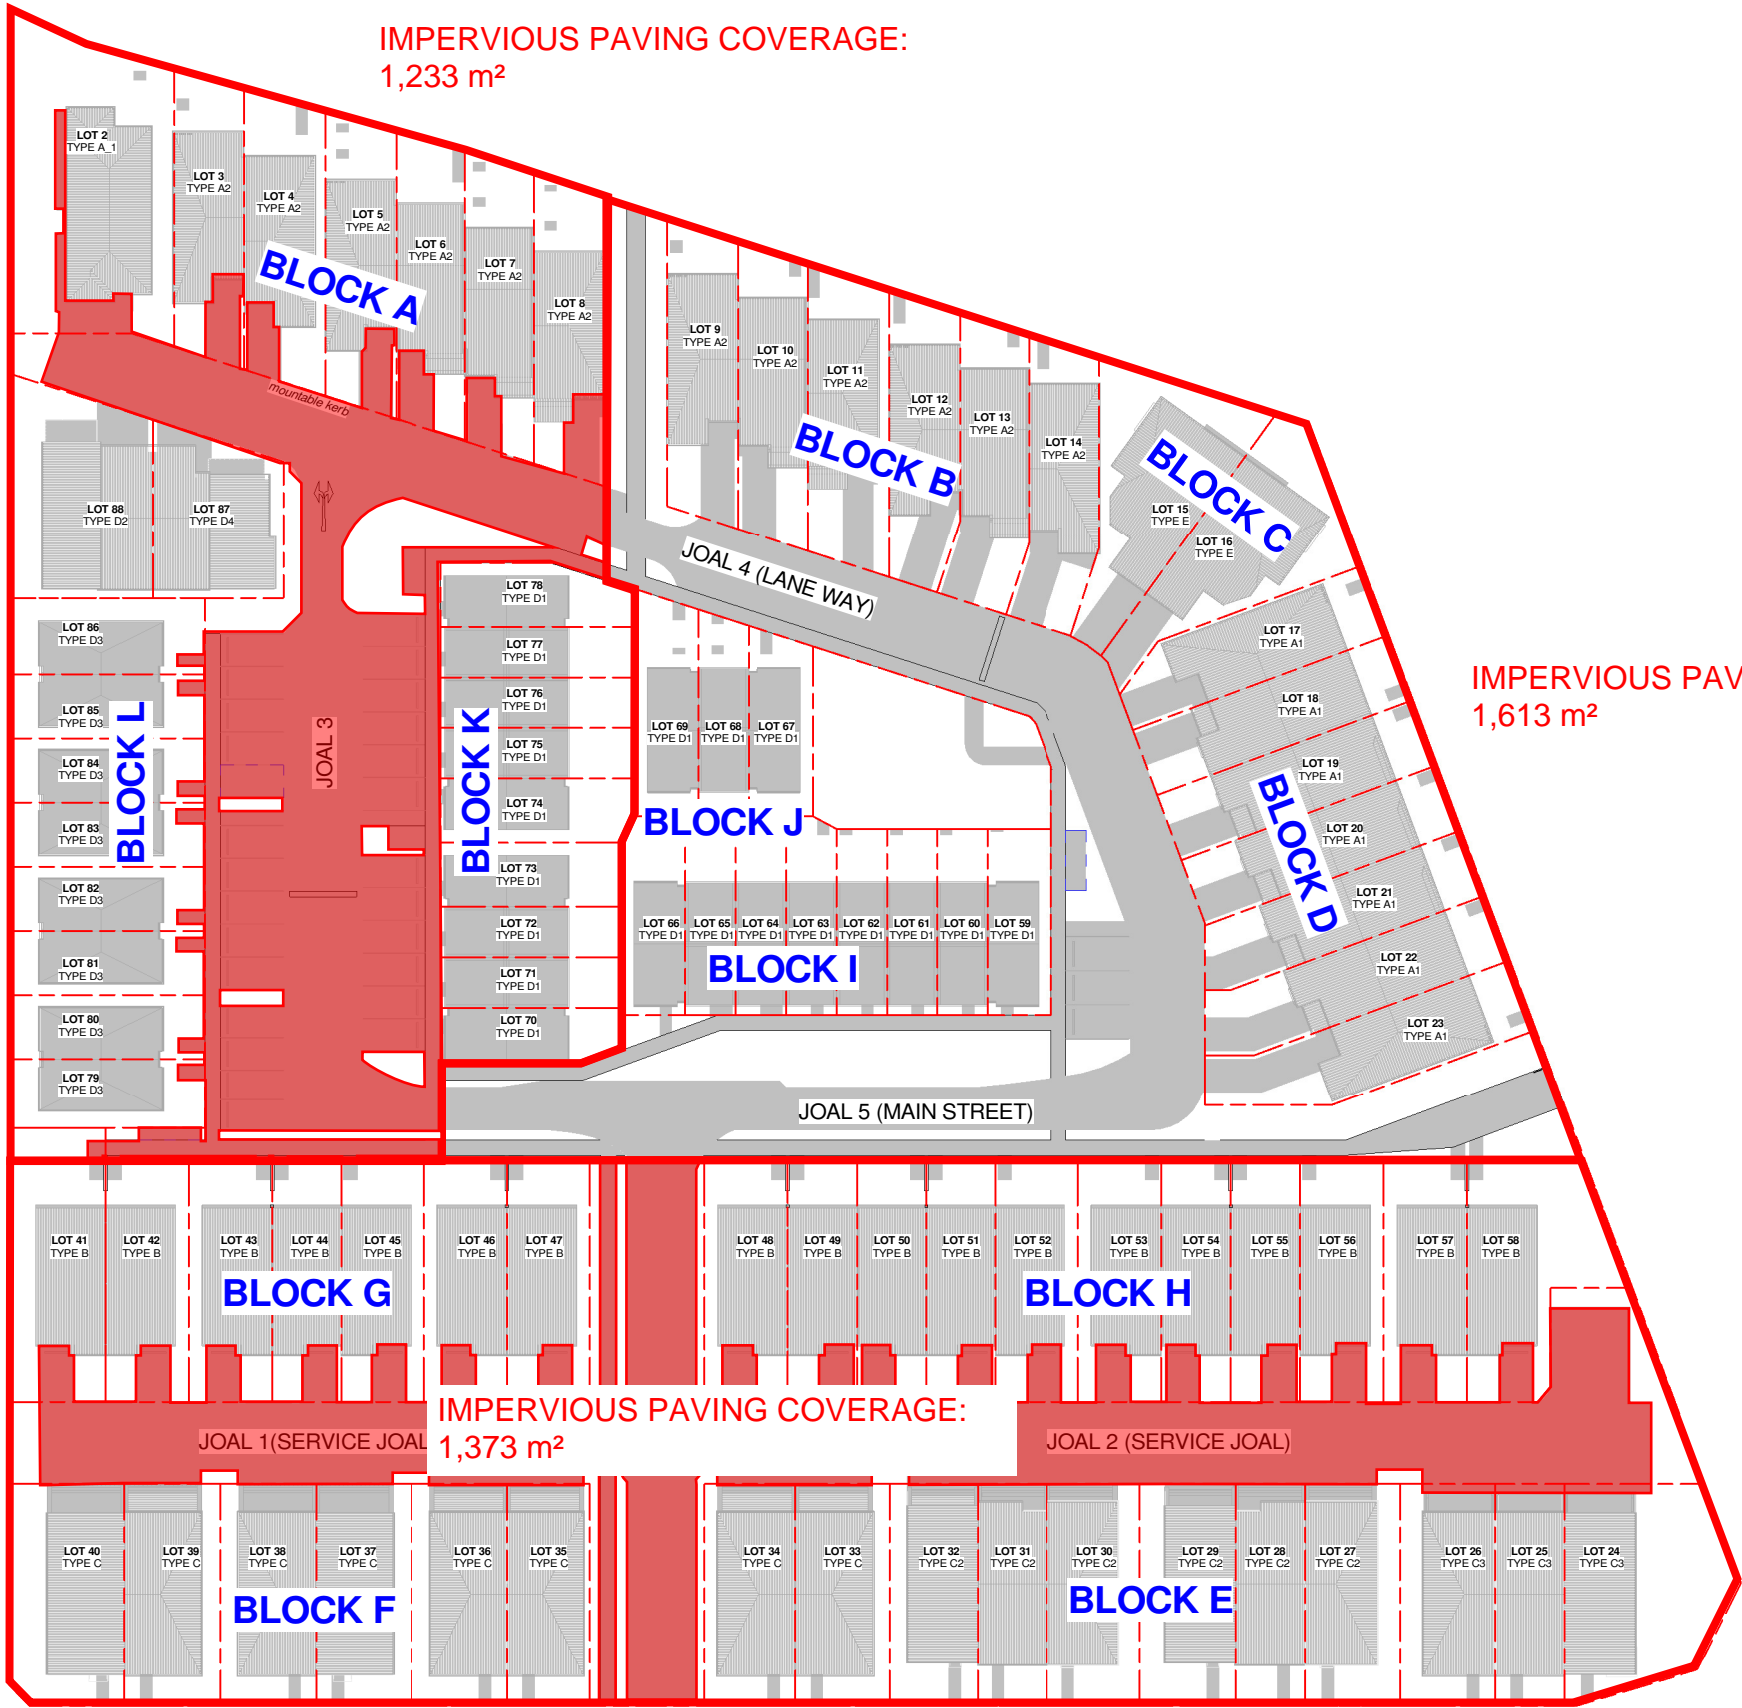 IMPERVIOUS PAVING COVERAGE:
1,233 m²
LOT 2
TYPE A_1
LOT 3
TYPE A2
LOT 4
TYPE A2
LOT 5
TYPE A2
LOT 6
TYPE A2
LOT 7
TYPE A2
LOT 8
TYPE A2
BLOCK A
mountable kerb
LOT 9
TYPE A2
LOT 10
TYPE A2
LOT 11
TYPE A2
LOT 12
TYPE A2
LOT 13
TYPE A2
LOT 14
TYPE A2
BLOCK B
LOT 15
TYPE E
LOT 16
TYPE E
BLOCK C
JOAL 4 (LANE WAY)
LOT 88
TYPE D2
LOT 87
TYPE D4
LOT 86
TYPE D3
LOT 85
TYPE D3
LOT 84
TYPE D3
LOT 83
TYPE D3
LOT 82
TYPE D3
LOT 81
TYPE D3
LOT 80
TYPE D3
LOT 79
TYPE D3
BLOCK L
JOAL 3
LOT 78
TYPE D1
LOT 77
TYPE D1
LOT 76
TYPE D1
LOT 75
TYPE D1
LOT 74
TYPE D1
LOT 73
TYPE D1
LOT 72
TYPE D1
LOT 71
TYPE D1
LOT 70
TYPE D1
BLOCK K
LOT 69
TYPE D1
LOT 68
TYPE D1
LOT 67
TYPE D1
BLOCK J
LOT 66
TYPE D1
LOT 65
TYPE D1
LOT 64
TYPE D1
LOT 63
TYPE D1
LOT 62
TYPE D1
LOT 61
TYPE D1
LOT 60
TYPE D1
LOT 59
TYPE D1
BLOCK I
LOT 17
TYPE A1
LOT 18
TYPE A1
LOT 19
TYPE A1
LOT 20
TYPE A1
LOT 21
TYPE A1
LOT 22
TYPE A1
LOT 23
TYPE A1
BLOCK D
IMPERVIOUS PAV
1,613 m²
JOAL 5 (MAIN STREET)
LOT 41
TYPE B
LOT 42
TYPE B
LOT 43
TYPE B
LOT 44
TYPE B
LOT 45
TYPE B
LOT 46
TYPE B
LOT 47
TYPE B
BLOCK G
LOT 48
TYPE B
LOT 49
TYPE B
LOT 50
TYPE B
LOT 51
TYPE B
LOT 52
TYPE B
LOT 53
TYPE B
LOT 54
TYPE B
LOT 55
TYPE B
LOT 56
TYPE B
LOT 57
TYPE B
LOT 58
TYPE B
BLOCK H
IMPERVIOUS PAVING COVERAGE:
1,373 m²
JOAL 1(SERVICE JOAL
JOAL 2 (SERVICE JOAL)
LOT 40
TYPE C
LOT 39
TYPE C
LOT 38
TYPE C
LOT 37
TYPE C
LOT 36
TYPE C
LOT 35
TYPE C
BLOCK F
LOT 34
TYPE C
LOT 33
TYPE C
LOT 32
TYPE C2
LOT 31
TYPE C2
LOT 30
TYPE C2
LOT 29
TYPE C2
LOT 28
TYPE C2
LOT 27
TYPE C2
LOT 26
TYPE C3
LOT 25
TYPE C3
LOT 24
TYPE C3
BLOCK E